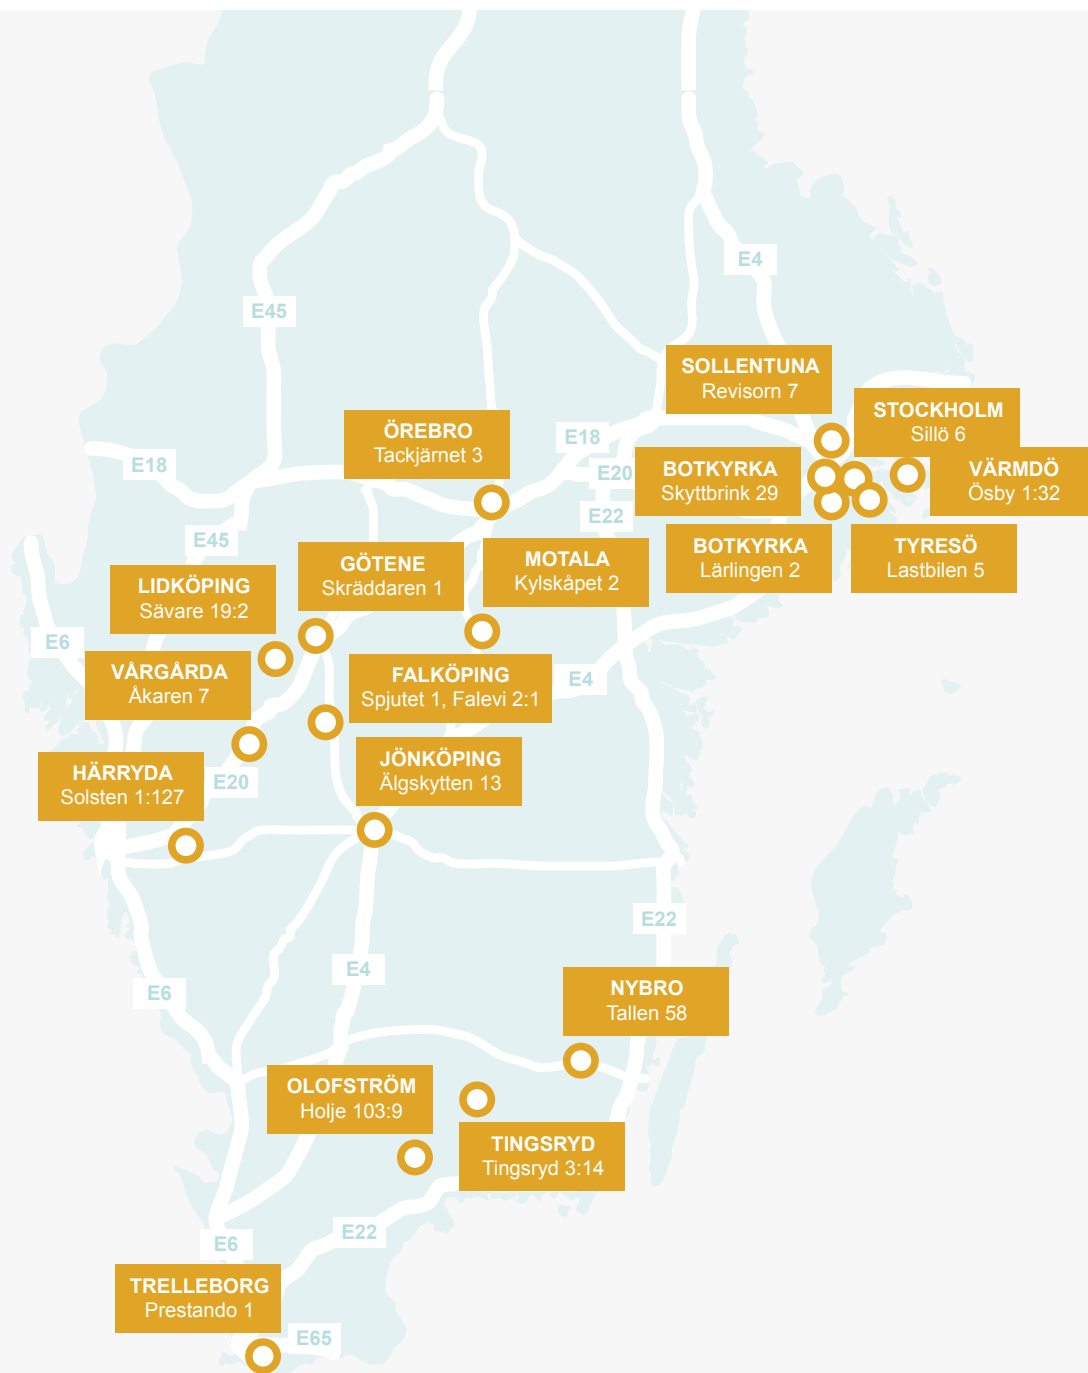 E4
E45
SOLLENTUNA
Revisorn 7
STOCKHOLM
Sillö 6
ÖREBRO
Tackjärnet 3
E18
E18
E20
BOTKYRKA
Skyttbrink 29
VÄRMDÖ
Ösby 1:32
E22
E45
BOTKYRKA
Lärlingen 2
TYRESÖ
Lastbilen 5
GÖTENE
Skräddaren 1
MOTALA
Kylskåpet 2
LIDKÖPING
Sävare 19:2
E6
VÅRGÅRDA
Åkaren 7
FALKÖPING
Spjutet 1, Falevi 2:1
E4
HÄRRYDA
Solsten 1:127
E20
JÖNKÖPING
Älgskytten 13
E22
E4
E6
NYBRO
Tallen 58
OLOFSTRÖM
Holje 103:9
TINGSRYD
Tingsryd 3:14
E22
E6
TRELLEBORG
Prestando 1
E65